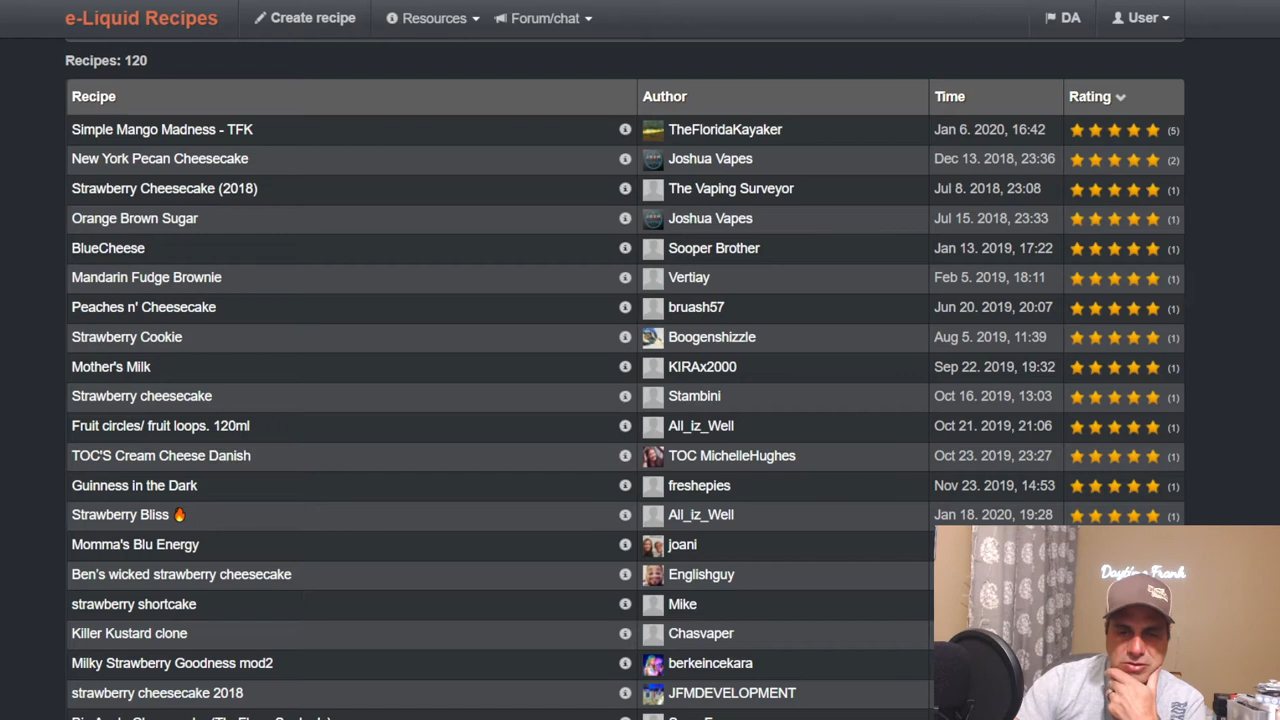 e-Liquid Recipes Create recipe Resources Forum/chat DA User
Recipes: 120
Recipe Author Time Rating
Simple Mango Madness - TFK TheFloridaKayaker Jan 6. 2020, 16:42 (5)
New York Pecan Cheesecake Joshua Vapes Dec 13. 2018, 23:36 (2)
Strawberry Cheesecake (2018) The Vaping Surveyor Jul 8. 2018, 23:08 (1)
Orange Brown Sugar Joshua Vapes Jul 15. 2018, 23:33 (1)
BlueCheese Sooper Brother Jan 13. 2019, 17:22 (1)
Mandarin Fudge Brownie Vertiay Feb 5. 2019, 18:11 (1)
Peaches n' Cheesecake bruash57 Jun 20. 2019, 20:07 (1)
Strawberry Cookie Boogenshizzle Aug 5. 2019, 11:39 (1)
Mother's Milk KIRAx2000 Sep 22. 2019, 19:32 (1)
Strawberry cheesecake Stambini Oct 16. 2019, 13:03 (1)
Fruit circles/ fruit loops. 120ml All_iz_Well Oct 21. 2019, 21:06 (1)
TOC'S Cream Cheese Danish TOC MichelleHughes Oct 23. 2019, 23:27 (1)
Guinness in the Dark freshepies Nov 23. 2019, 14:53 (1)
Strawberry Bliss 🔥 All_iz_Well Jan 18. 2020, 19:28 (1)
Momma's Blu Energy joani
Ben's wicked strawberry cheesecake Englishguy
strawberry shortcake Mike
Killer Kustard clone Chasvaper
Milky Strawberry Goodness mod2 berkeincekara
strawberry cheesecake 2018 JFMDEVELOPMENT
Frank